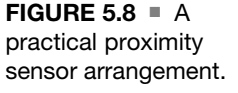 FIGURE 5.8 ■ A
practical proximity
sensor arrangement.